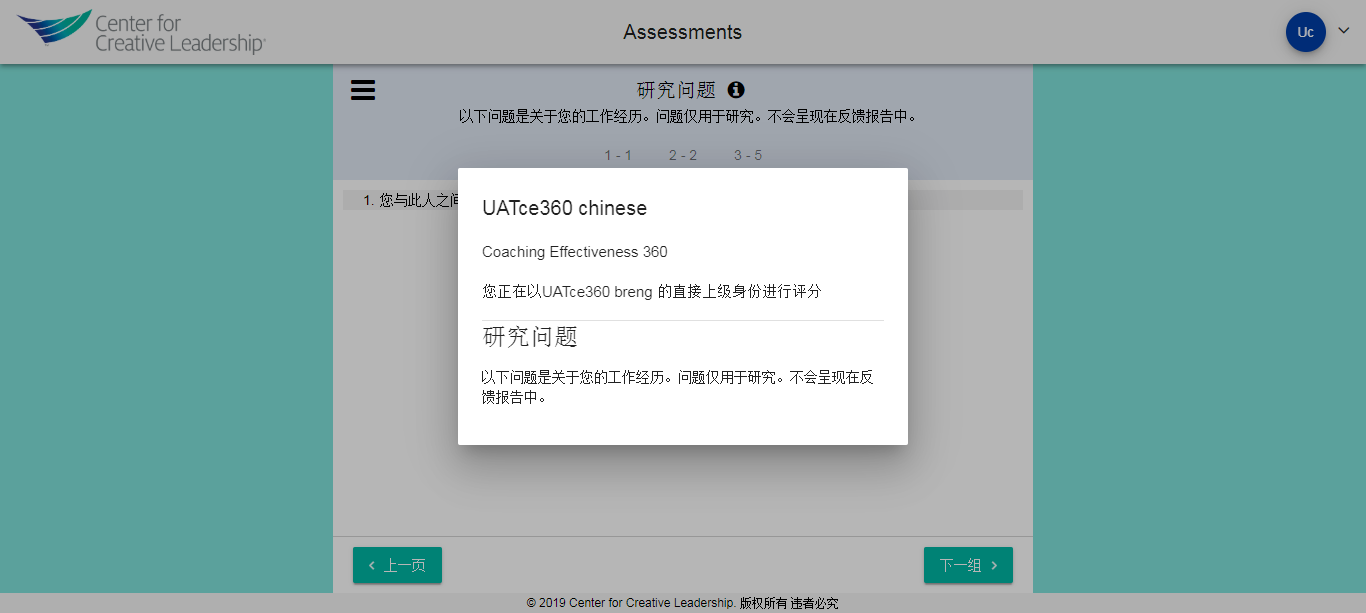 Center for
Creative Leadership®
Assessments
Uc
研究问题
以下问题是关于您的工作经历。问题仅用于研究。不会呈现在反馈报告中。
1 - 1 2 - 2 3 - 5
1. 您与此人之间
UATce360 chinese
Coaching Effectiveness 360
您正在以UATce360 breng 的直接上级身份进行评分
研究问题
以下问题是关于您的工作经历。问题仅用于研究。不会呈现在反
馈报告中。
上一页 下一组
© 2019 Center for Creative Leadership. 版权所有 违者必究